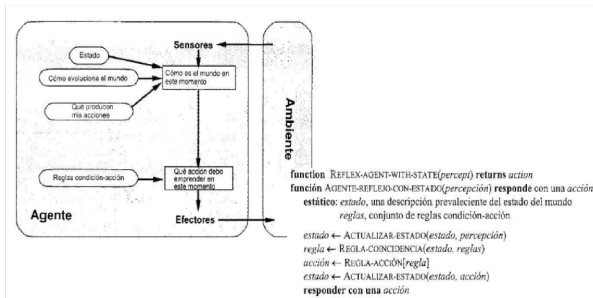 Sensores
Estado
Cómo es el mundo en
este momento
Cómo evoluciona el mundo
Qué producen
mis acciones
Ambiente
Reglas condición-acción
Qué acción debo
emprender en
este momento
Agente
Efectores
function REFLEX-AGENT-WITH-STATE(percept) returns action
función AGENTE-REFLEJO-CON-ESTADO(percepción) responde con una acción
estático: estado, una descripción prevaleciente del estado del mundo
reglas, conjunto de reglas condición-acción
estado ← ACTUALIZAR-ESTADO(estado, percepción)
regla ← REGLA-COINCIDENCIA(estado, reglas)
acción ← REGLA-ACCIÓN[regla]
estado ← ACTUALIZAR-ESTADO(estado, acción)
responder con una acción